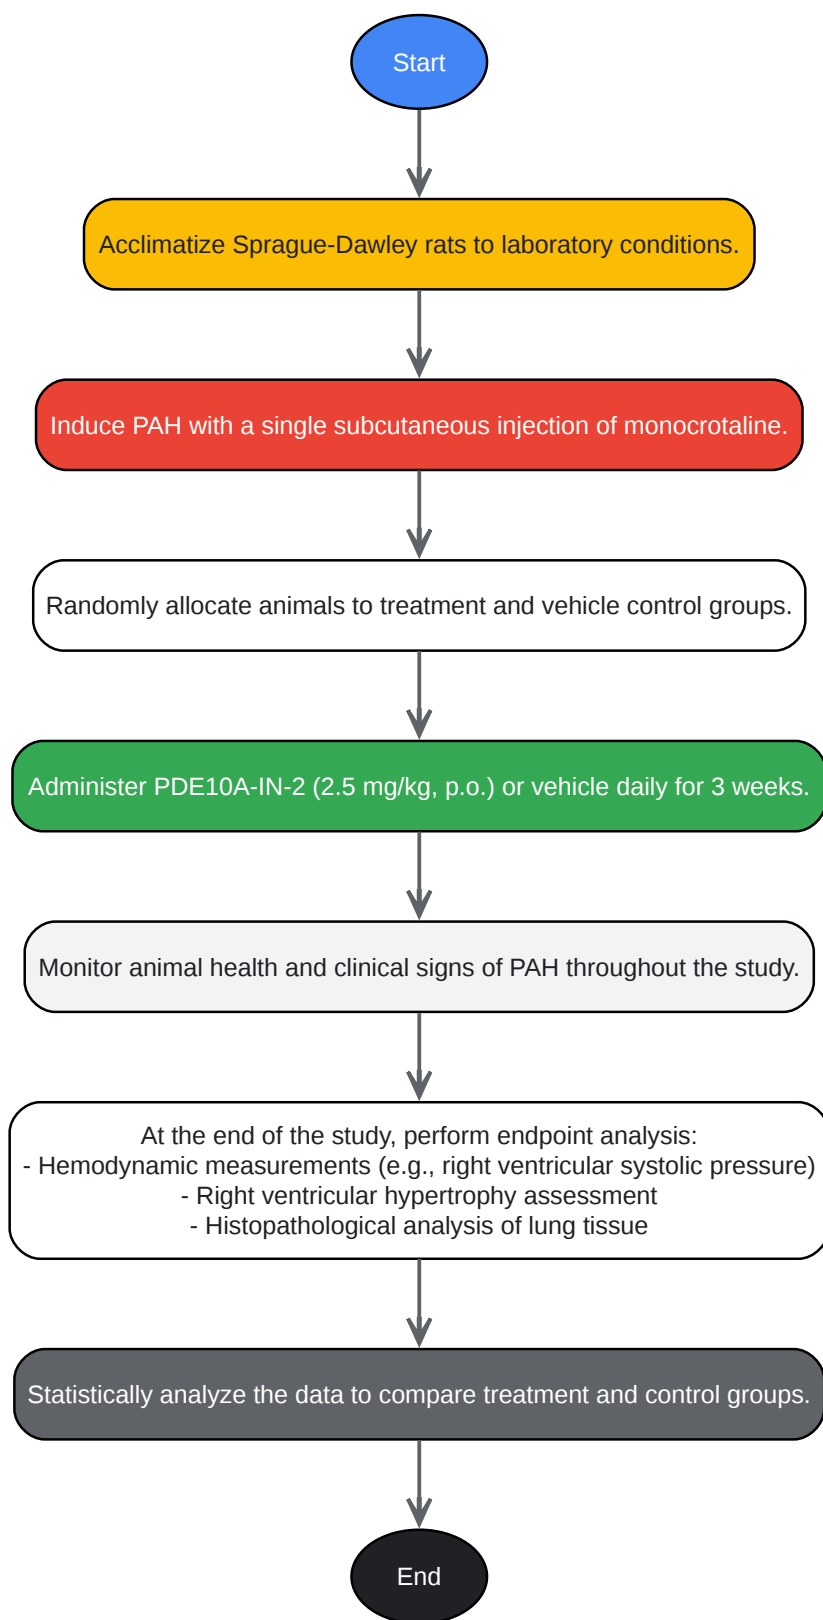 Start
Acclimatize Sprague-Dawley rats to laboratory conditions.
Induce PAH with a single subcutaneous injection of monocrotaline.
Randomly allocate animals to treatment and vehicle control groups.
Administer PDE10A-IN-2 (2.5 mg/kg, p.o.) or vehicle daily for 3 weeks.
Monitor animal health and clinical signs of PAH throughout the study.
At the end of the study, perform endpoint analysis:
- Hemodynamic measurements (e.g., right ventricular systolic pressure)
- Right ventricular hypertrophy assessment
- Histopathological analysis of lung tissue
Statistically analyze the data to compare treatment and control groups.
End